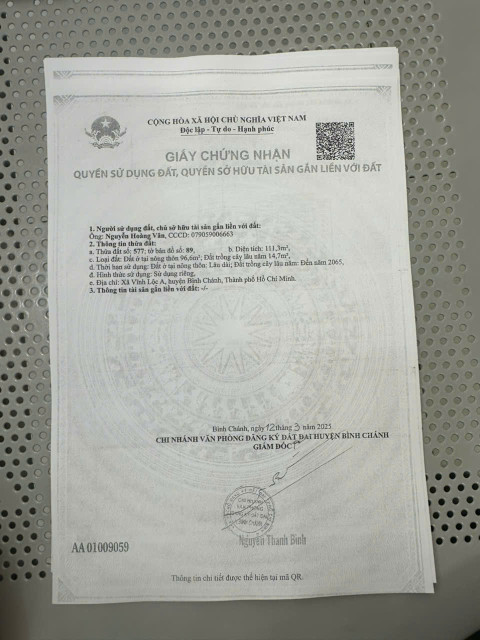 CỘNG HÒA XÃ HỘI CHỦ NGHĨA VIỆT NAM
Độc lập - Tự do - Hạnh phúc
GIẤY CHỨNG NHẬN
QUYỀN SỬ DỤNG ĐẤT, QUYỀN SỞ HỮU TÀI SẢN GẮN LIỀN VỚI ĐẤT
1. Người sử dụng đất, chủ sở hữu tài sản gắn liền với đất:
Ông: Nguyễn Hoàng Vân, CCCD: 079059006663
2. Thông tin thửa đất:
a. Thửa đất số: 577; tờ bản đồ số: 89, b. Diện tích: 111,3m²,
c. Loại đất: Đất ở tại nông thôn 96,6m²; Đất trồng cây lâu năm 14,7m²,
d. Thời hạn sử dụng: Đất ở tại nông thôn: Lâu dài; Đất trồng cây lâu năm: Đến năm 2065,
đ. Hình thức sử dụng: Sử dụng riêng,
e. Địa chỉ: Xã Vĩnh Lộc A, huyện Bình Chánh, Thành phố Hồ Chí Minh.
3. Thông tin tài sản gắn liền với đất: -/-
Bình Chánh, ngày 12 tháng 3 năm 2025
CHI NHÁNH VĂN PHÒNG ĐĂNG KÝ ĐẤT ĐAI HUYỆN BÌNH CHÁNH
GIÁM ĐỐC
CHI NHÁNH
VĂN PHÒNG
Nguyễn Thanh Bình
AA 01009059
Thông tin chi tiết được thể hiện tại mã QR.